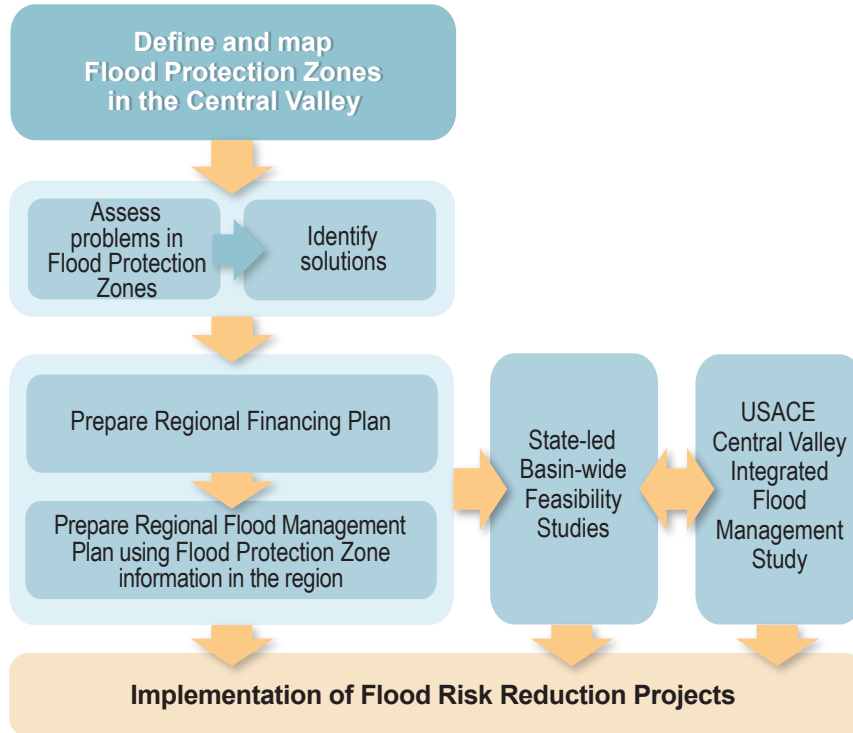 Define and map
Flood Protection Zones
in the Central Valley
Assess
problems in
Flood Protection
Zones
Identify
solutions
Prepare Regional Financing Plan
Prepare Regional Flood Management
Plan using Flood Protection Zone
information in the region
State-led
Basin-wide
Feasibility
Studies
USACE
Central Valley
Integrated
Flood
Management
Study
Implementation of Flood Risk Reduction Projects